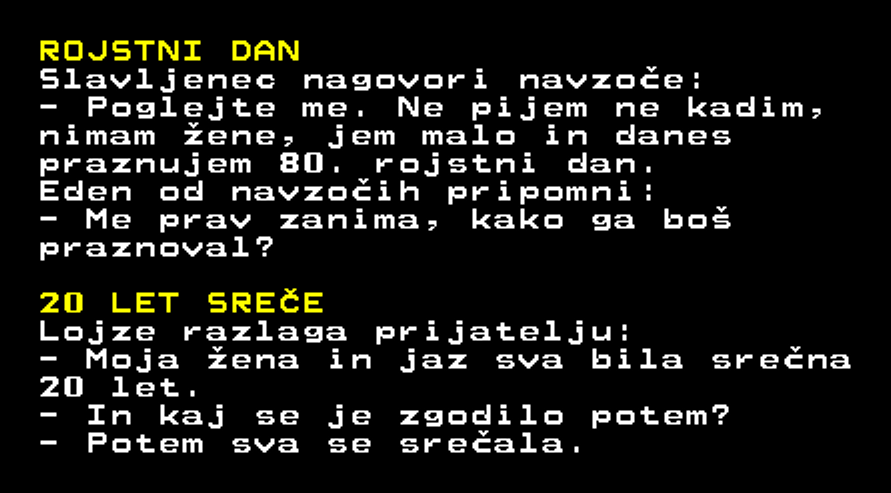 ROJSTNI DAN
Slavljenec nagovori navzoče:
- Poglejte me. Ne pijem ne kadim,
nimam žene, jem malo in danes
praznujem 80. rojstni dan.
Eden od navzočih pripomni:
- Me prav zanima, kako ga boš
praznoval?
20 LET SREČE
Lojze razlaga prijatelju:
- Moja žena in jaz sva bila srečna
20 let.
- In kaj se je zgodilo potem?
- Potem sva se srečala.